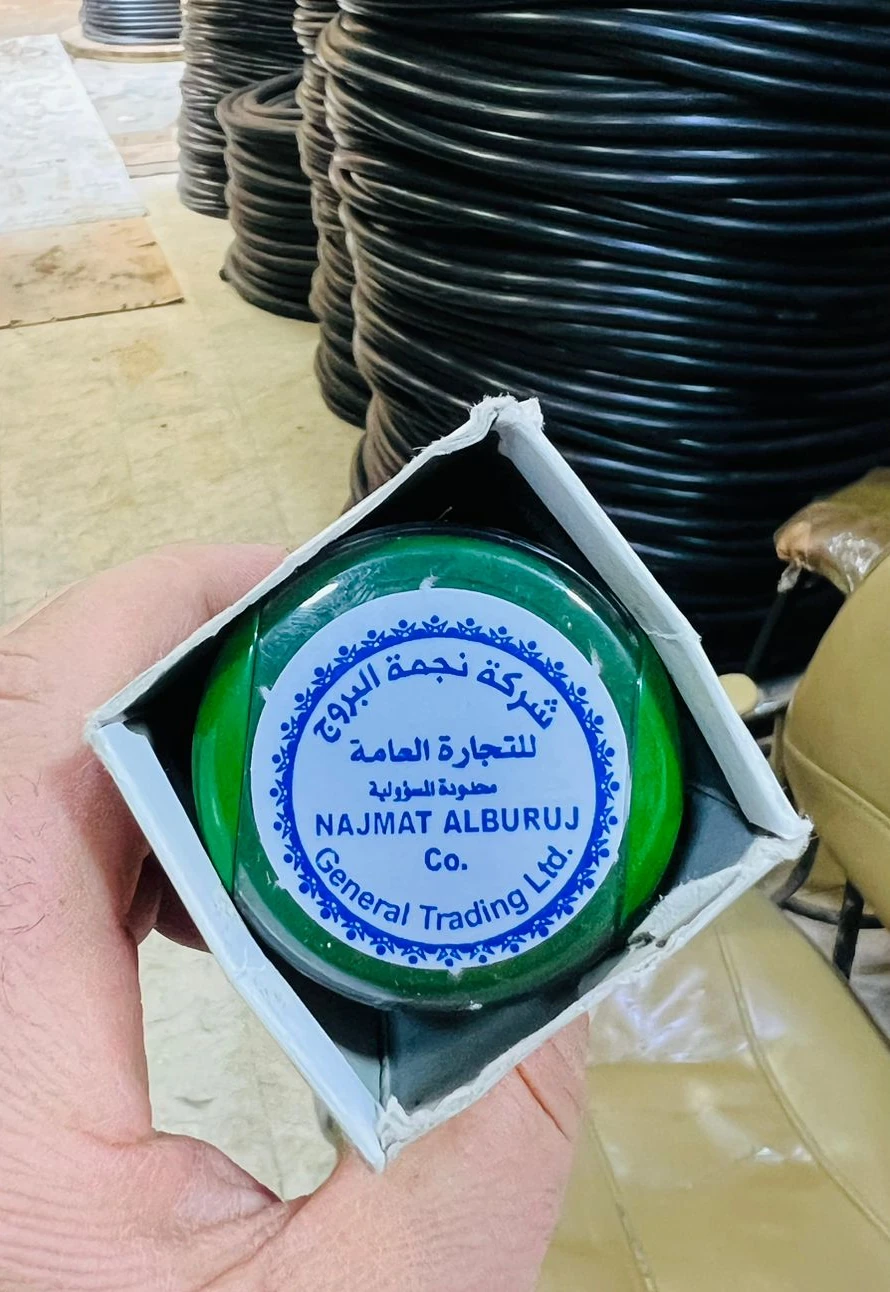 شركة نجمة البروج
للتجارة العامة
محدودة المسؤولية
NAJMAT ALBURUJ
Co.
General Trading Ltd.